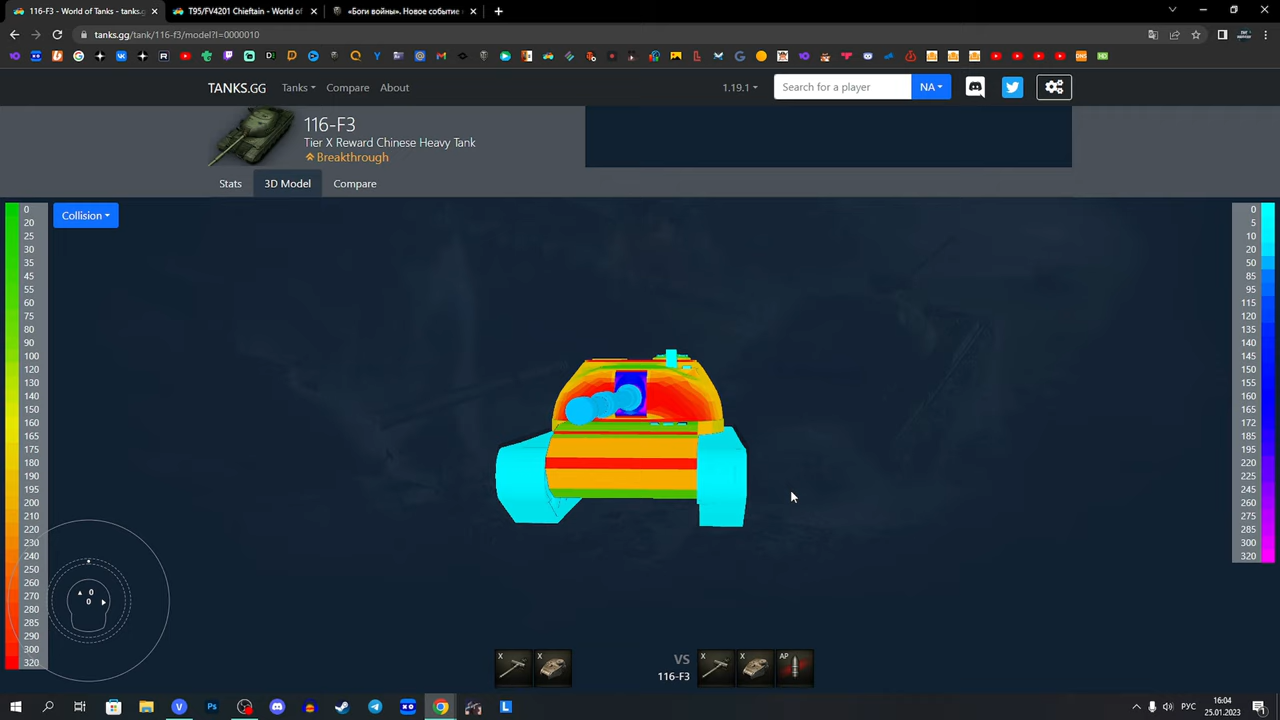 116-F3 - World of Tanks - tanks.g
T95/FV4201 Chieftain - World of
«Боги войны». Новое событие
tanks.gg/tank/116-f3/model?l=0000010
TANKS.GG
Tanks
Compare
About
1.19.1
Search for a player
NA
116-F3
Tier X Reward Chinese Heavy Tank
Breakthrough
Stats
3D Model
Compare
Collision
0
20
25
30
35
45
55
60
75
80
90
100
120
130
140
150
160
165
175
180
190
195
200
210
220
230
240
250
260
270
280
285
290
300
320
0
5
10
20
50
85
95
115
120
135
140
145
150
155
160
165
172
185
195
220
225
245
260
275
285
300
320
0
0
X
X
VS
116-F3
X
X
AP
РУС
16:04
25.01.2023